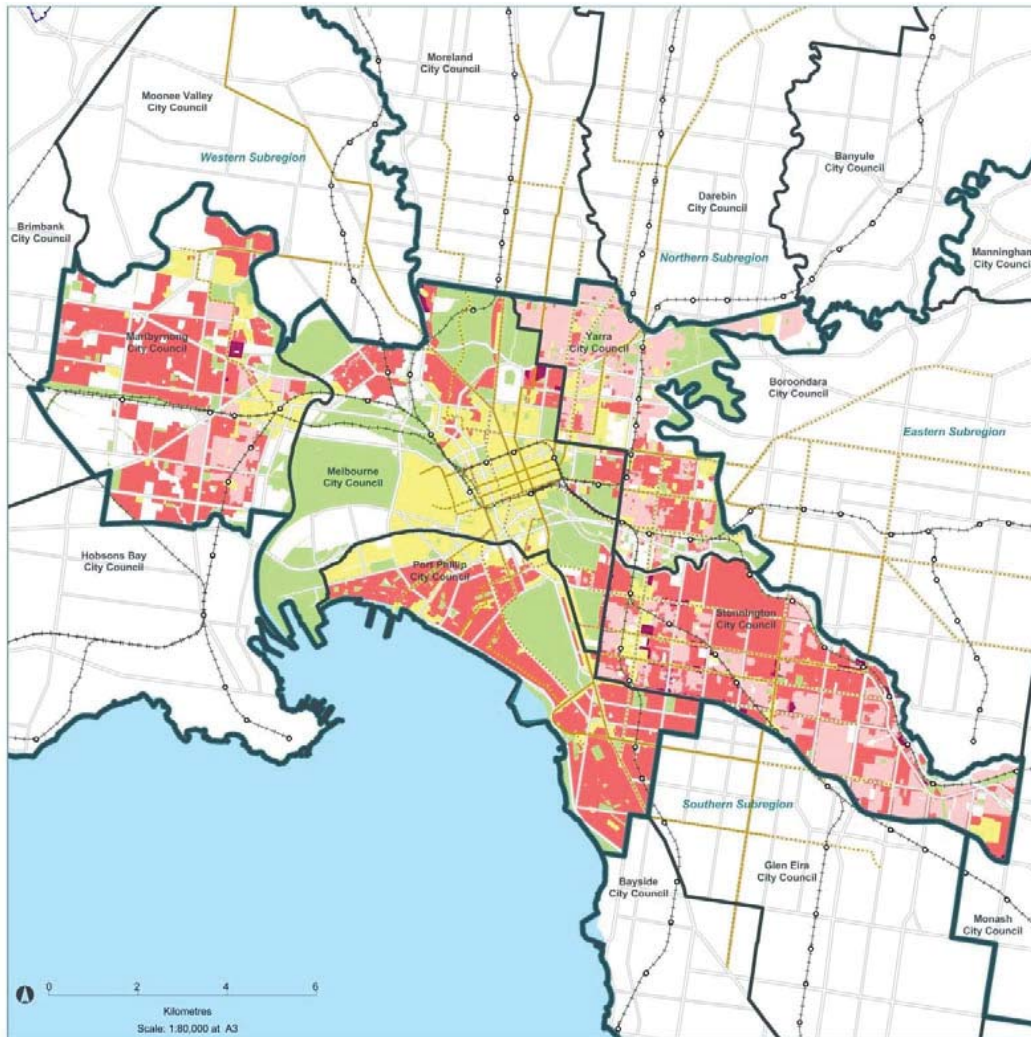 Moreland
City Council
Moonee Valley
City Council
Western Subregion
Banyule
City Council
Darebin
City Council
Brimbank
City Council
Manningham
City Council
Northern Subregion
Maribyrnong
City Council
Yarra
City Council
Boroondara
City Council
Eastern Subregion
Melbourne
City Council
Hobsons Bay
City Council
Port Phillip
City Council
Stonnington
City Council
Southern Subregion
Glen Eira
City Council
Bayside
City Council
Monash
City Council
0 2 4 6
Kilometres
Scale: 1:80,000 at A3